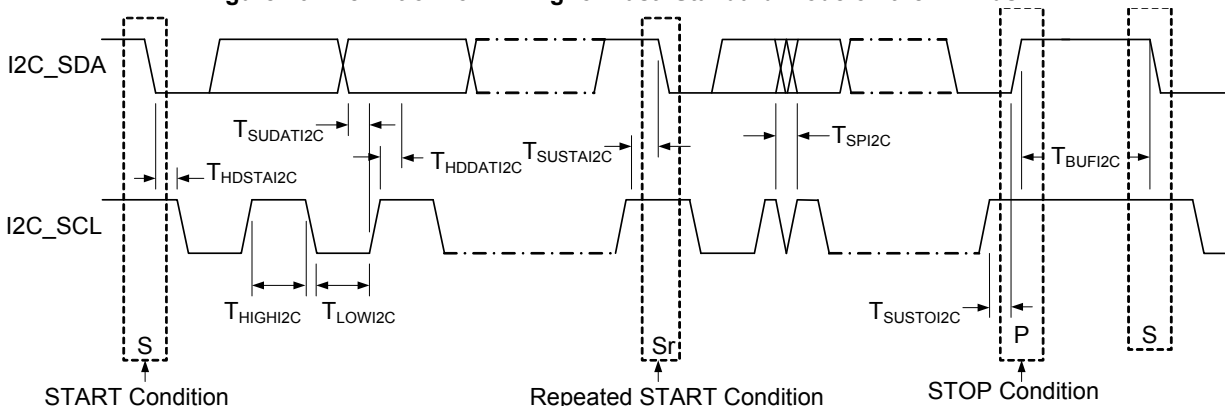 I2C_SDA
T_SUDATI2C
T_HDDATI2C
T_SUSTAI2C
T_SPI2C
T_BUFI2C
T_HDSTAI2C
I2C_SCL
T_HIGHI2C
T_LOWI2C
T_SUSTOI2C
S
Sr
P
S
START Condition
Repeated START Condition
STOP Condition